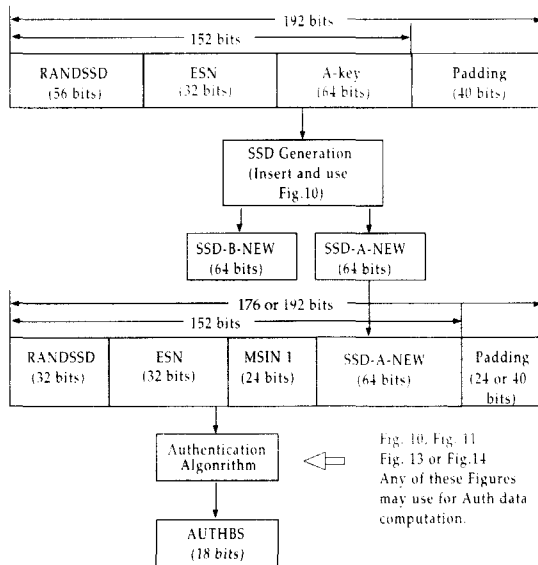 192 bits
152 bits
RANDSSD
(56 bits)
ESN
(32 bits)
A-key
(64 bits)
Padding
(40 bits)
SSD Generation
(Insert and use
Fig.10)
SSD-B-NEW
(64 bits)
SSD-A-NEW
(64 bits)
176 or 192 bits
152 bits
RANDSSD
(32 bits)
ESN
(32 bits)
MSIN 1
(24 bits)
SSD-A-NEW
(64 bits)
Padding
(24 or 40
bits)
Authentication
Algonrithm
Fig. 10, Fig. 11
Fig. 13 or Fig.14
Any of these Figures
may use for Auth data
computation.
AUTHBS
(18 bits)